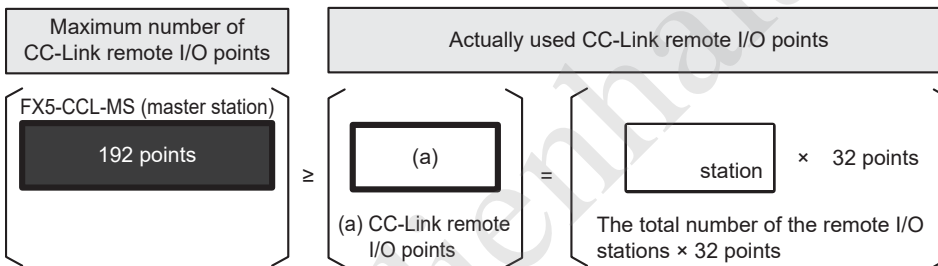 Maximum number of
CC-Link remote I/O points
Actually used CC-Link remote I/O points
FX5-CCL-MS (master station)
192 points
≥
(a)
=
station
× 32 points
(a) CC-Link remote
I/O points
The total number of the remote I/O
stations × 32 points